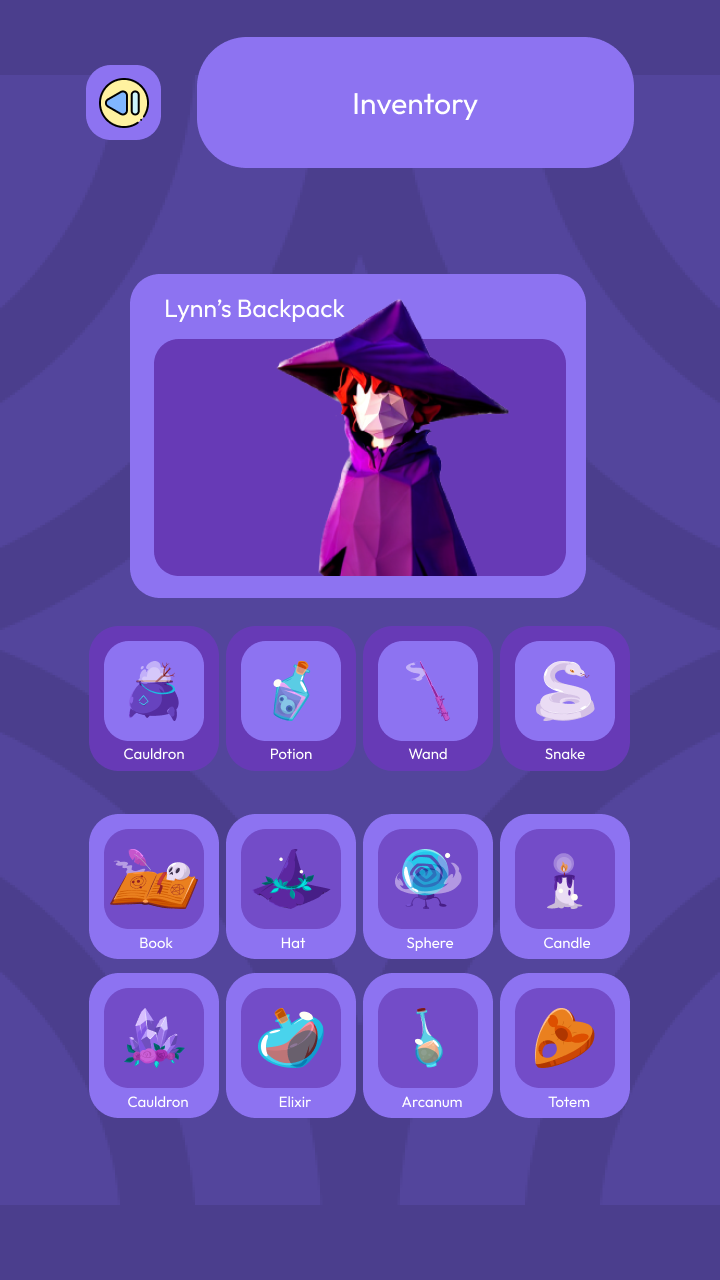 Inventory
Lynn’s Backpack
Cauldron
Potion
Wand
Snake
Book
Hat
Sphere
Candle
Cauldron
Elixir
Arcanum
Totem